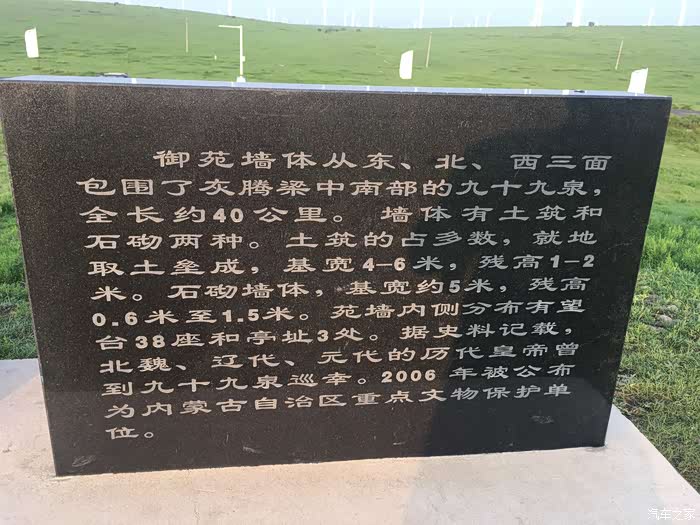 御苑墙体从东、北、西三面
包围了灰腾梁中南部的九十九泉，
全长约40公里。墙体有土筑和
石砌两种。土筑的占多数，就地
取土垒成，基宽4-6米，残高1-2
米。石砌墙体，基宽约5米，残高
0.6米至1.5米。苑墙内侧分布有望
台38座和亭址3处。据史料记载，
北魏、辽代、元代的历代皇帝曾
到九十九泉巡幸。2006年被公布
为内蒙古自治区重点文物保护单
位。
汽车之家